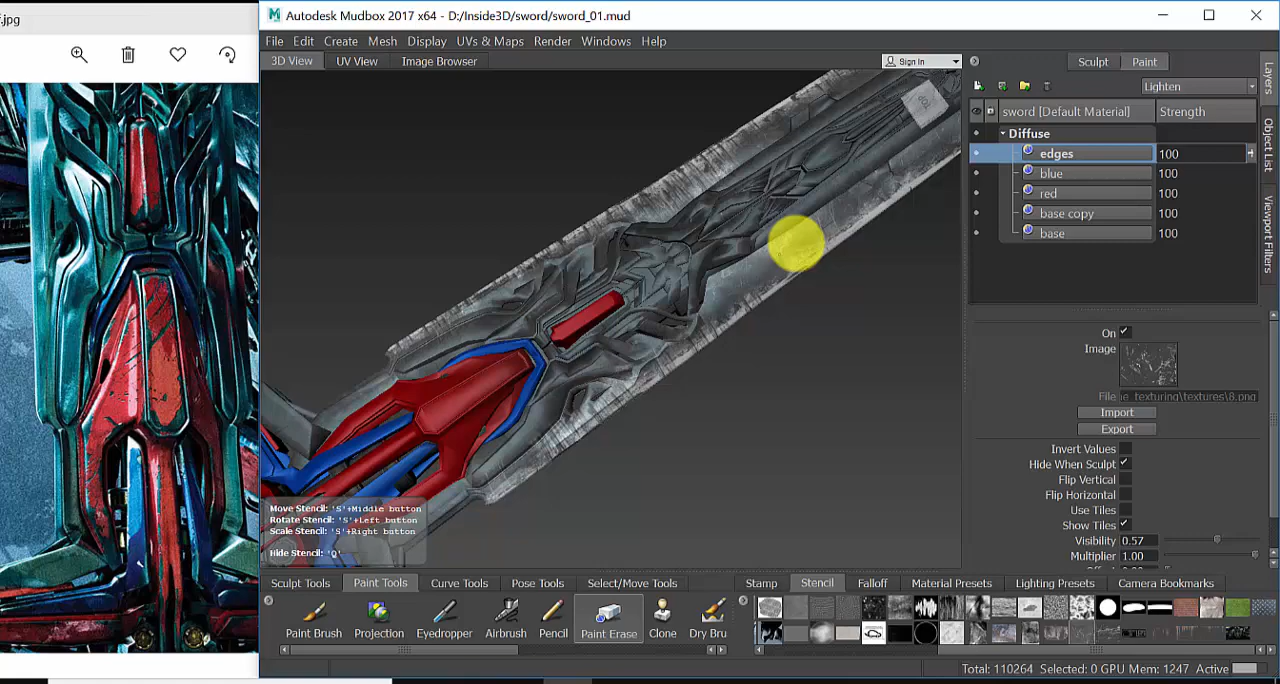 .jpg
Autodesk Mudbox 2017 x64 - D:/Inside3D/sword/sword_01.mud
File Edit Create Mesh Display UVs & Maps Render Windows Help
3D View UV View Image Browser
Sign In
Sculpt Paint
Lighten
sword [Default Material] Strength
Diffuse
edges 100
blue 100
red 100
base copy 100
base 100
Layers
Object List
Viewport Filters
TOP
On
Image
File texturing\textures\8.png
Import
Export
Invert Values
Hide When Sculpt
Flip Vertical
Flip Horizontal
Use Tiles
Show Tiles
Visibility 0.57
Multiplier 1.00
Move Stencil: 'S'+Middle button
Rotate Stencil: 'S'+Left button
Scale Stencil: 'S'+Right button
Hide Stencil: 'Q'
Sculpt Tools Paint Tools Curve Tools Pose Tools Select/Move Tools
Stamp Stencil Falloff Material Presets Lighting Presets Camera Bookmarks
Paint Brush Projection Eyedropper Airbrush Pencil Paint Erase Clone Dry Bru
Total: 110264 Selected: 0 GPU Mem: 1247 Active